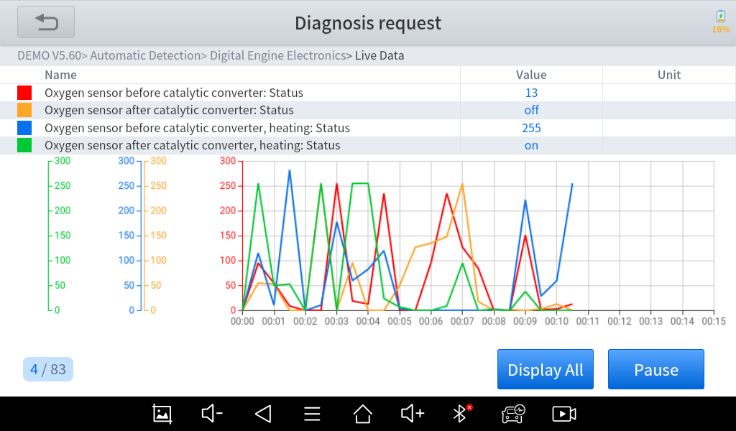 Diagnosis request
16%
DEMO V5.60> Automatic Detection> Digital Engine Electronics> Live Data
Name Value Unit
Oxygen sensor before catalytic converter: Status 13
Oxygen sensor after catalytic converter: Status off
Oxygen sensor before catalytic converter, heating: Status 255
Oxygen sensor after catalytic converter, heating: Status on
300 300 300 300
250 250 250 250
200 200 200 200
150 150 150 150
100 100 100 100
50 50 50 50
0 0 0 0
00:00 00:01 00:02 00:03 00:04 00:05 00:06 00:07 00:08 00:09 00:10 00:11 00:12 00:13 00:14 00:15
4 / 83
Display All
Pause